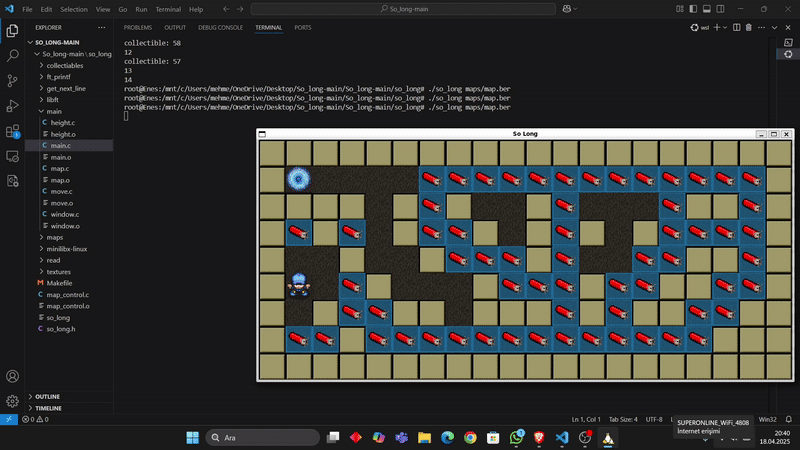 File Edit Selection View Go Run Terminal Help
So_long-main
EXPLORER
PROBLEMS OUTPUT DEBUG CONSOLE TERMINAL PORTS
wsl
SO_LONG-MAIN
So_long-main \ so_long
collectiables
ft_printf
get_next_line
libft
main
height.c
height.o
main.c
main.o
map.c
map.o
move.c
move.o
window.c
window.o
maps
minilibx-linux
read
textures
Makefile
map_control.c
map_control.o
so_long
so_long.h
OUTLINE
TIMELINE
collectible: 58
12
collectible: 57
13
14
root@Enes:/mnt/c/Users/mehme/OneDrive/Desktop/So_long-main/So_long-main/so_long# ./so_long maps/map.ber
root@Enes:/mnt/c/Users/mehme/OneDrive/Desktop/So_long-main/So_long-main/so_long# ./so_long maps/map.ber
root@Enes:/mnt/c/Users/mehme/OneDrive/Desktop/So_long-main/So_long-main/so_long# ./so_long maps/map.ber
So Long
0 0
Ln 1, Col 1 Tab Size: 4 UTF-8
Win32
SUPERONLINE_WiFi_4808
İnternet erişimi
Ara
20:40
18.04.2025